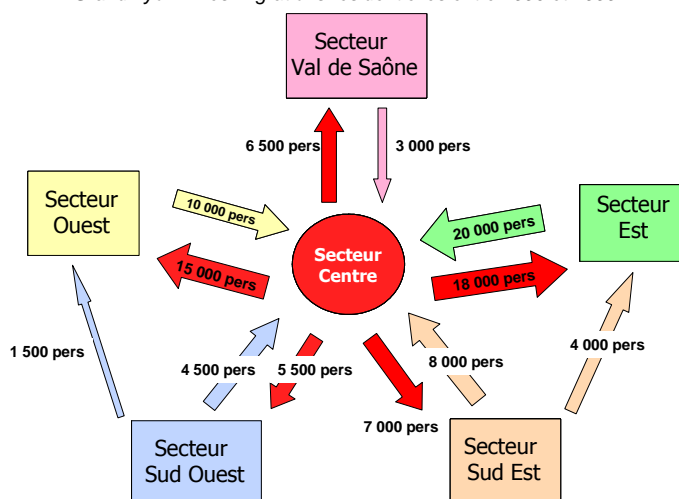 Secteur
Val de Saône
6 500 pers
3 000 pers
Secteur
Ouest
10 000 pers
20 000 pers
Secteur
Est
Secteur
Centre
15 000 pers
18 000 pers
1 500 pers
4 500 pers
5 500 pers
8 000 pers
4 000 pers
7 000 pers
Secteur
Sud Ouest
Secteur
Sud Est